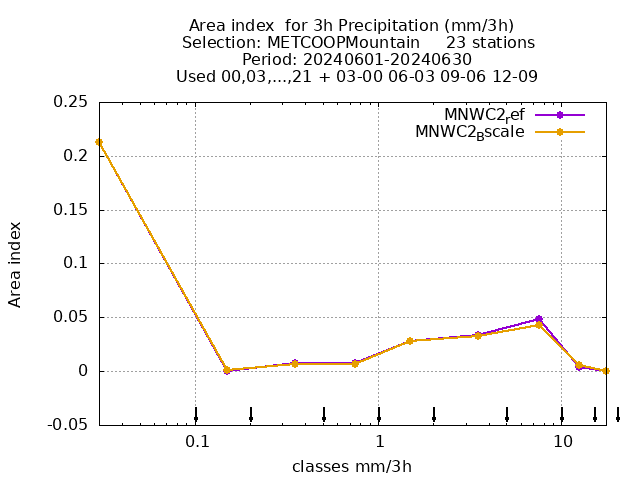 Area index  for 3h Precipitation (mm/3h)
Selection: METCOOPMountain     23 stations
Period: 20240601-20240630
Used 00,03,...,21 + 03-00 06-03 09-06 12-09
MNWC2ref
MNWC2Bscale
0.25
0.2
0.15
0.1
0.05
0
-0.05
Area index
0.1
1
10
classes mm/3h